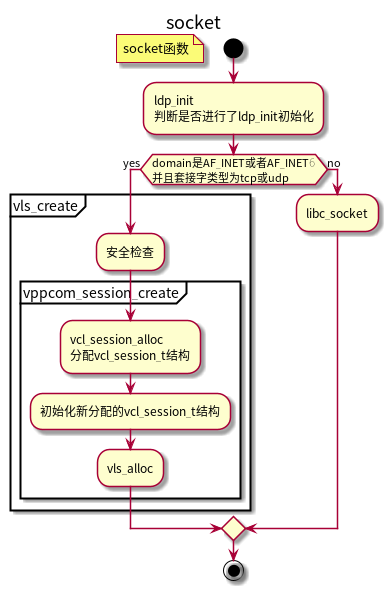 socket
socket函数
ldp_init
判断是否进行了ldp_init初始化
yes
domain是AF_INET或者AF_INET6
并且套接字类型为tcp或udp
no
vls_create
libc_socket
安全检查
vppcom_session_create
vcl_session_alloc
分配vcl_session_t结构
初始化新分配的vcl_session_t结构
vls_alloc